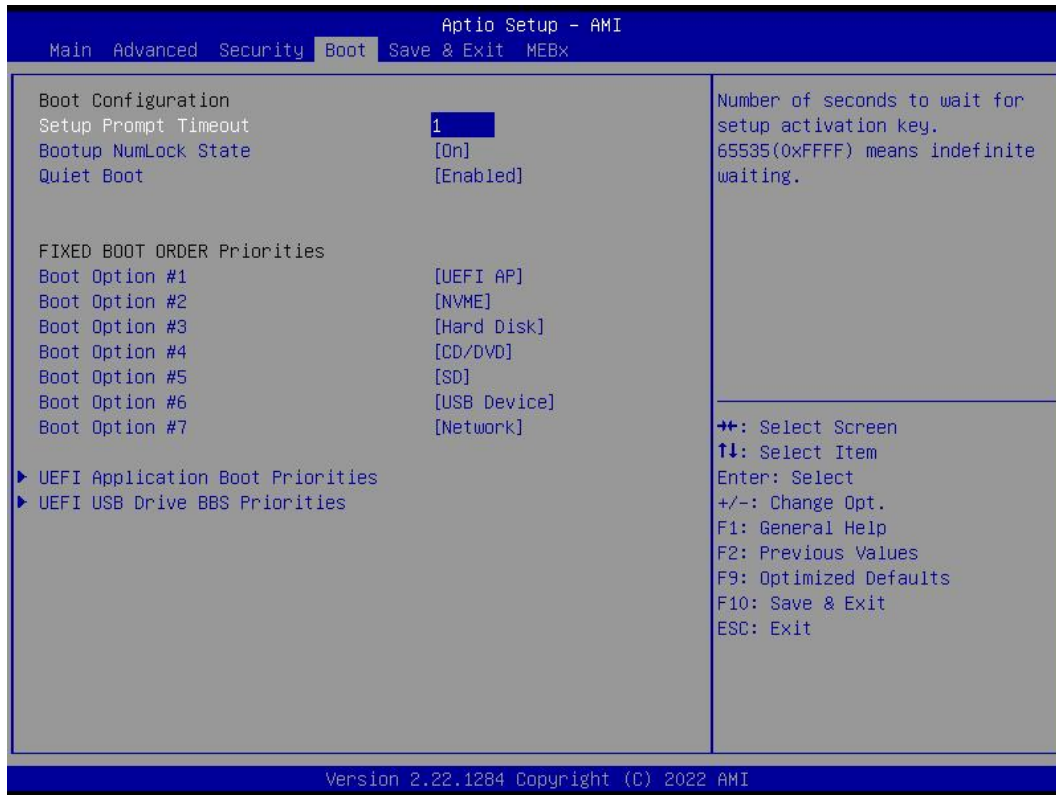 Aptio Setup - AMI
Main Advanced Security Boot Save & Exit MEBx
Boot Configuration
Setup Prompt Timeout 1
Bootup NumLock State [On]
Quiet Boot [Enabled]
FIXED BOOT ORDER Priorities
Boot Option #1 [UEFI AP]
Boot Option #2 [NVME]
Boot Option #3 [Hard Disk]
Boot Option #4 [CD/DVD]
Boot Option #5 [SD]
Boot Option #6 [USB Device]
Boot Option #7 [Network]
UEFI Application Boot Priorities
UEFI USB Drive BBS Priorities
Number of seconds to wait for
setup activation key.
65535(0xFFFF) means indefinite
waiting.
→←: Select Screen
↑↓: Select Item
Enter: Select
+/-: Change Opt.
F1: General Help
F2: Previous Values
F9: Optimized Defaults
F10: Save & Exit
ESC: Exit
Version 2.22.1284 Copyright (C) 2022 AMI